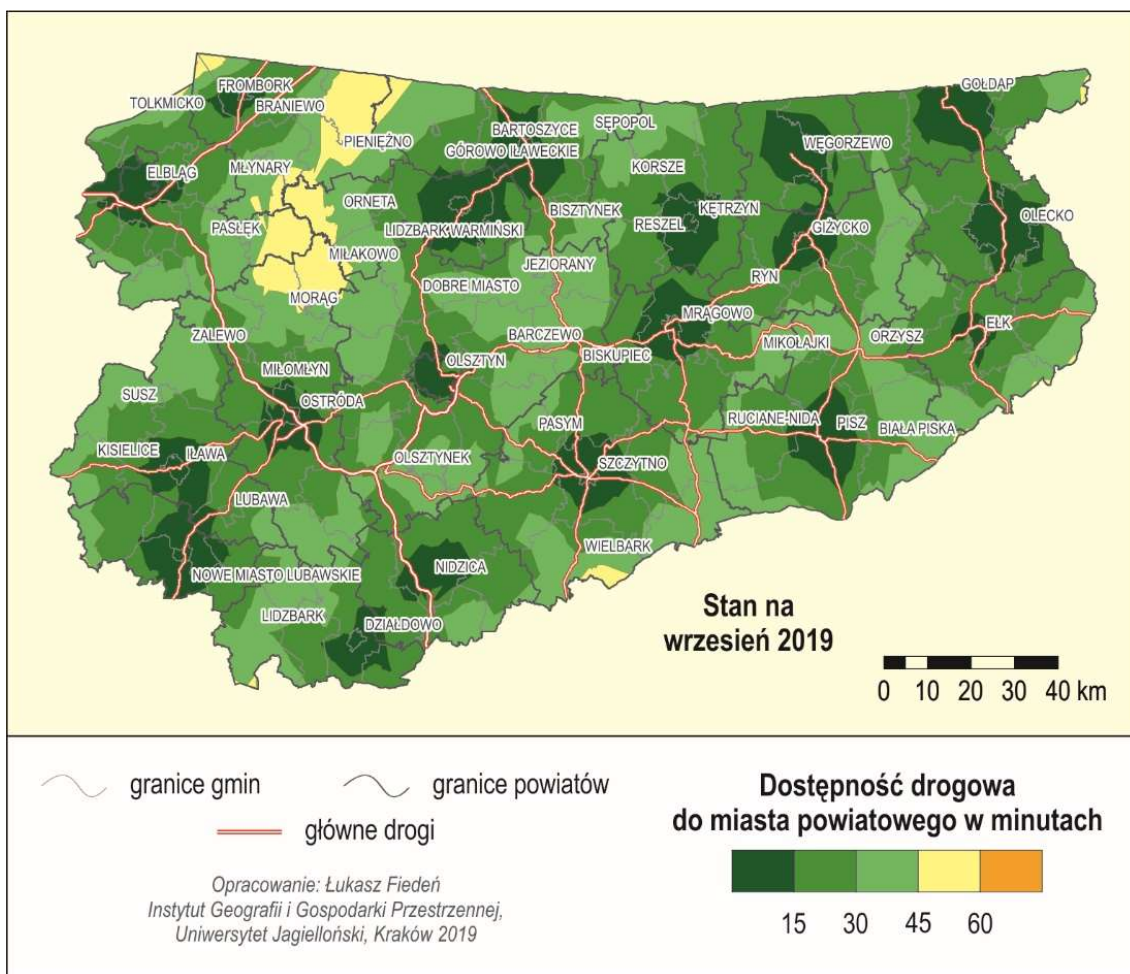 GOŁDAP
FROMBORK
TOLKMICKO
BRANIEWO
BARTOSZYCE
SĘPOPOL
PIENIĘŻNO
GÓROWO IŁAWECKIE
WĘGORZEWO
MŁYNARY
KORSZE
ELBLĄG
ORNETA
BISZTYNEK
KĘTRZYN
OLECKO
PASŁĘK
LIDZBARK WARMIŃSKI
RESZEL
GIŻYCKO
MIŁAKOWO
JEZIORANY
DOBRE MIASTO
RYN
MORĄG
MRĄGOWO
EŁK
ZALEWO
BARCZEWO
ORZYSZ
MIKOŁAJKI
OLSZTYN
BISKUPIEC
MIŁOMŁYN
SUSZ
OSTRÓDA
PASYM
RUCIANE-NIDA
PISZ
BIAŁA PISKA
KISIELICE
IŁAWA
OLSZTYNEK
SZCZYTNO
LUBAWA
WIELBARK
NIDZICA
NOWE MIASTO LUBAWSKIE
LIDZBARK
DZIAŁDOWO
Stan na
wrzesień 2019
0 10 20 30 40 km
granice gmin
granice powiatów
główne drogi
Opracowanie: Łukasz Fiedeń
Instytut Geografii i Gospodarki Przestrzennej,
Uniwersytet Jagielloński, Kraków 2019
Dostępność drogowa
do miasta powiatowego w minutach
15 30 45 60